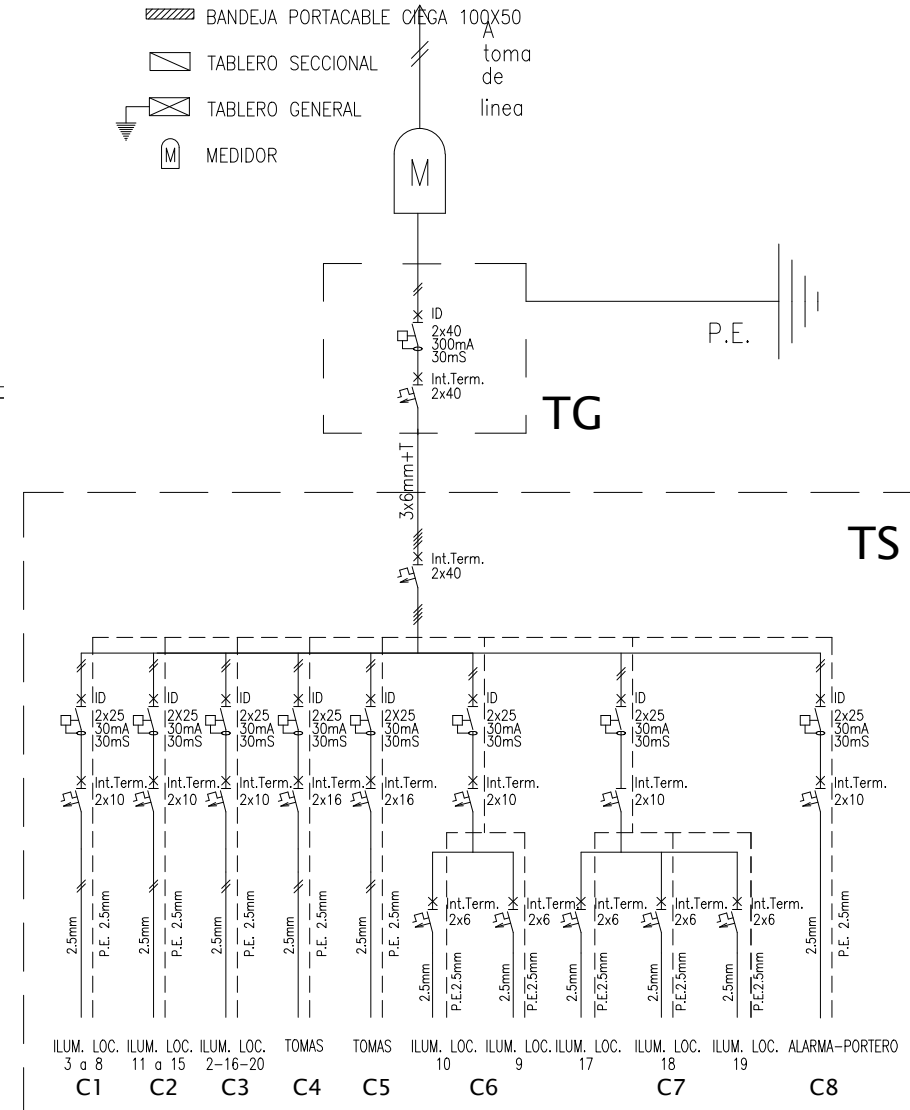 BANDEJA PORTACABLE CIEGA 100X50
TABLERO SECCIONAL
TABLERO GENERAL
M MEDIDOR
A
toma
de
linea
M
ID
2x40
300mA
30mS
Int.Term.
2x40
TG
P.E.
3x6mm+T
TS
Int.Term.
2x40
ID ID ID ID ID ID ID ID
2x25 2X25 2x25 2x25 2X25 2x25 2x25 2x25
30mA 30mA 30mA 30mA 30mA 30mA 30mA 30mA
30mS 30mS 30mS 30mS 30mS 30mS 30mS 30mS
Int.Term. Int.Term. Int.Term. Int.Term. Int.Term. Int.Term. Int.Term. Int.Term.
2x10 2x10 2x10 2x16 2x16 2x10 2x10 2x10
Int.Term. Int.Term. Int.Term. Int.Term. Int.Term.
2x6 2x6 2x6 2x6 2x6
2.5mm P.E. 2.5mm 2.5mm P.E. 2.5mm 2.5mm P.E. 2.5mm 2.5mm P.E. 2.5mm 2.5mm P.E. 2.5mm 2.5mm P.E.2.5mm 2.5mm P.E.2.5mm 2.5mm P.E.2.5mm 2.5mm P.E.2.5mm 2.5mm P.E.2.5mm 2.5mm P.E. 2.5mm
ILUM. LOC. ILUM. LOC. ILUM. LOC. TOMAS TOMAS ILUM. LOC. ILUM. LOC. ILUM. LOC. ILUM. LOC. ILUM. LOC. ALARMA-PORTERO
3 a 8 11 a 15 2-16-20 10 9 17 18 19
C1 C2 C3 C4 C5 C6 C7 C8